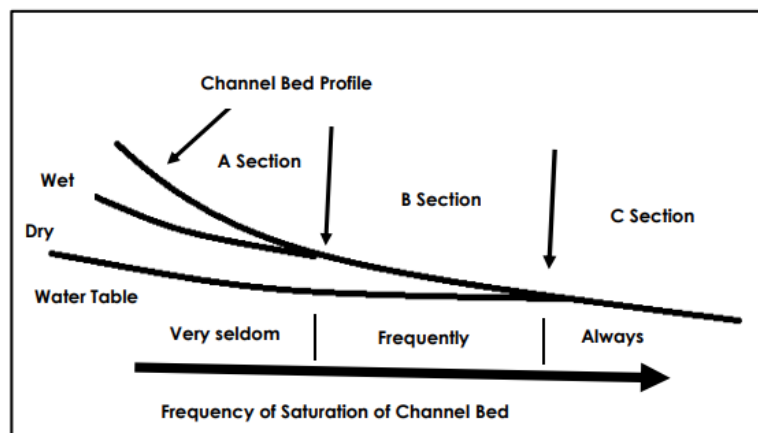 Channel Bed Profile
A Section
Wet
B Section
C Section
Dry
Water Table
Very seldom
Frequently
Always
Frequency of Saturation of Channel Bed